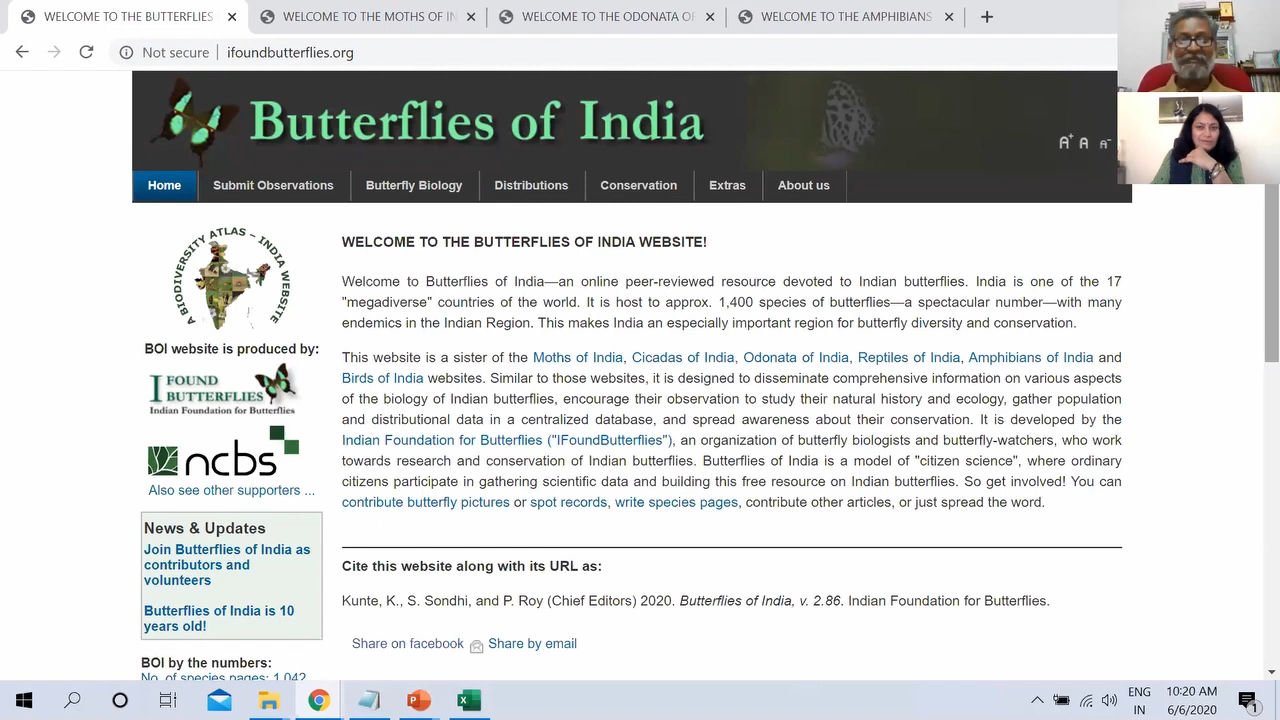 WELCOME TO THE BUTTERFLIES
WELCOME TO THE MOTHS OF IN
WELCOME TO THE ODONATA OF
WELCOME TO THE AMPHIBIANS
Not secure
ifoundbutterflies.org
Butterflies of India
A+ A A-
Home
Submit Observations
Butterfly Biology
Distributions
Conservation
Extras
About us
A BIODIVERSITY ATLAS – INDIA WEBSITE
BOI website is produced by:
I FOUND
BUTTERFLIES
Indian Foundation for Butterflies
ncbs
Also see other supporters ...
News & Updates
Join Butterflies of India as
contributors and
volunteers
Butterflies of India is 10
years old!
BOI by the numbers:
No. of species pages: 1,042
WELCOME TO THE BUTTERFLIES OF INDIA WEBSITE!
Welcome to Butterflies of India—an online peer-reviewed resource devoted to Indian butterflies. India is one of the 17
"megadiverse" countries of the world. It is host to approx. 1,400 species of butterflies—a spectacular number—with many
endemics in the Indian Region. This makes India an especially important region for butterfly diversity and conservation.
This website is a sister of the Moths of India, Cicadas of India, Odonata of India, Reptiles of India, Amphibians of India and
Birds of India websites. Similar to those websites, it is designed to disseminate comprehensive information on various aspects
of the biology of Indian butterflies, encourage their observation to study their natural history and ecology, gather population
and distributional data in a centralized database, and spread awareness about their conservation. It is developed by the
Indian Foundation for Butterflies ("IFoundButterflies"), an organization of butterfly biologists and butterfly-watchers, who work
towards research and conservation of Indian butterflies. Butterflies of India is a model of "citizen science", where ordinary
citizens participate in gathering scientific data and building this free resource on Indian butterflies. So get involved! You can
contribute butterfly pictures or spot records, write species pages, contribute other articles, or just spread the word.
Cite this website along with its URL as:
Kunte, K., S. Sondhi, and P. Roy (Chief Editors) 2020. Butterflies of India, v. 2.86. Indian Foundation for Butterflies.
Share on facebook
Share by email
ENG
IN
10:20 AM
6/6/2020
1